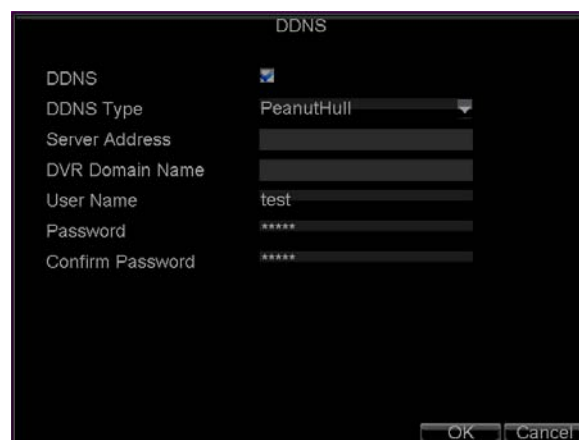 DDNS
DDNS
DDNS Type PeanutHull
Server Address
DVR Domain Name
User Name test
Password *****
Confirm Password *****
OK Cancel